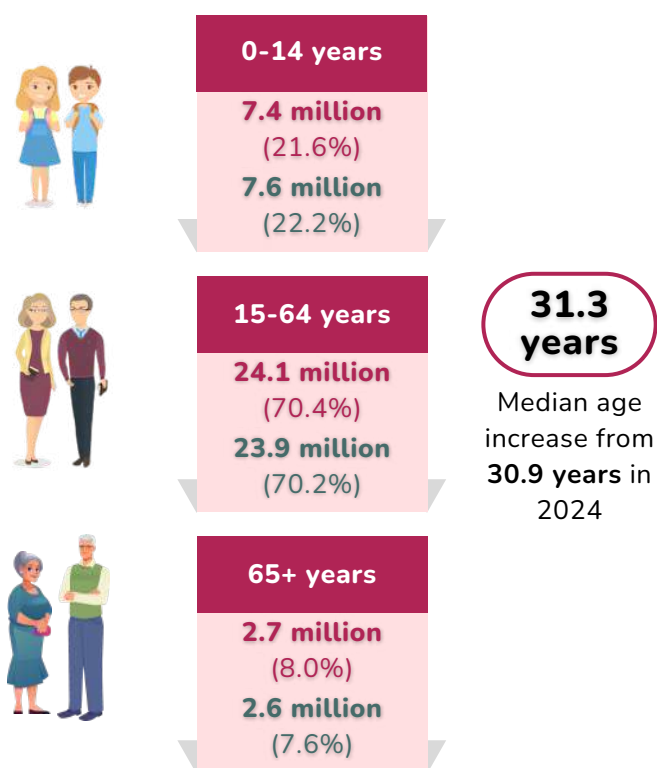 0-14 years
7.4 million
(21.6%)
7.6 million
(22.2%)
15-64 years
24.1 million
(70.4%)
23.9 million
(70.2%)
31.3
years
Median age
increase from
30.9 years in
2024
65+ years
2.7 million
(8.0%)
2.6 million
(7.6%)